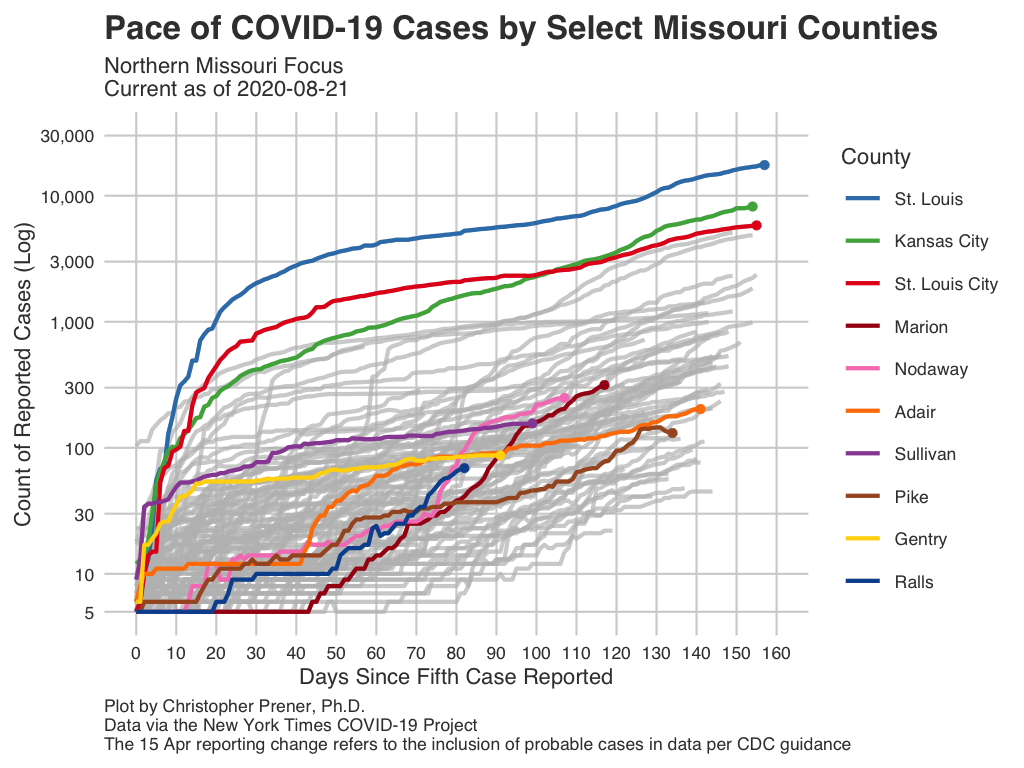 Pace of COVID-19 Cases by Select Missouri Counties
Northern Missouri Focus
Current as of 2020-08-21
Count of Reported Cases (Log)
30,000
10,000
3,000
1,000
300
100
30
10
5
0 10 20 30 40 50 60 70 80 90 100 110 120 130 140 150 160
Days Since Fifth Case Reported
County
St. Louis
Kansas City
St. Louis City
Marion
Nodaway
Adair
Sullivan
Pike
Gentry
Ralls
Plot by Christopher Prener, Ph.D.
Data via the New York Times COVID-19 Project
The 15 Apr reporting change refers to the inclusion of probable cases in data per CDC guidance